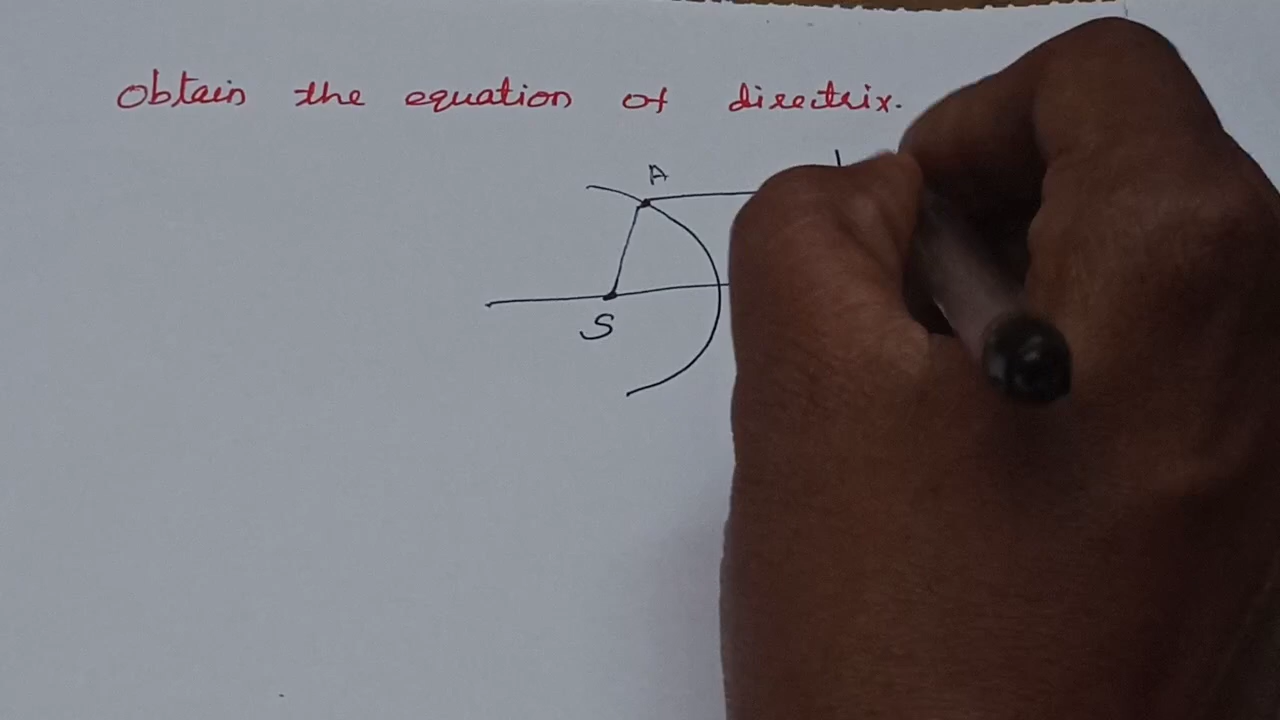 obtain the equation of directrix.
A
S